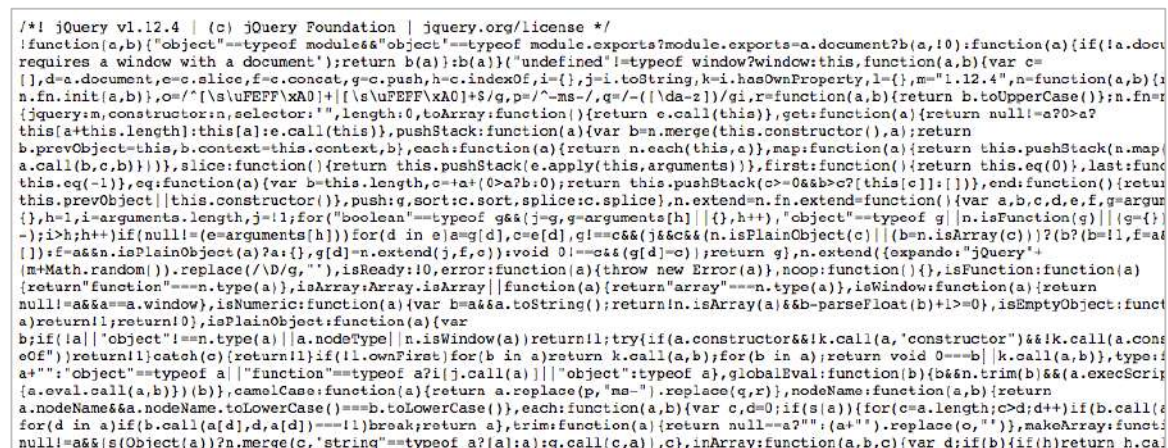 /*! jQuery v1.12.4 | (c) jQuery Foundation | jquery.org/license */
!function(a,b){"object"==typeof module&&"object"==typeof module.exports?module.exports=a.document?b(a,!0):function(a){if(!a.docu
requires a window with a document');return b(a)}:b(a)}("undefined"!=typeof window?window:this,function(a,b){var c=
[],d=a.document,e=c.slice,f=c.concat,g=c.push,h=c.indexOf,i={},j=i.toString,k=i.hasOwnProperty,l={},m="1.12.4",n=function(a,b){r
n.fn.init(a,b)},o=/^[\s\uFEFF\xA0]+|[\s\uFEFF\xA0]+$/g,p=/^-ms-/,q=/-([\da-z])/gi,r=function(a,b){return b.toUpperCase()};n.fn=n
{jquery:m,constructor:n,selector:"",length:0,toArray:function(){return e.call(this)},get:function(a){return null!=a?0>a?
this[a+this.length]:this[a]:e.call(this)},pushStack:function(a){var b=n.merge(this.constructor(),a);return
b.prevObject=this,b.context=this.context,b},each:function(a){return n.each(this,a)},map:function(a){return this.pushStack(n.map(
a.call(b,c,b)}))},slice:function(){return this.pushStack(e.apply(this,arguments))},first:function(){return this.eq(0)},last:func
this.eq(-1)},eq:function(a){var b=this.length,c=+a+(0>a?b:0);return this.pushStack(c>=0&&b>c?[this[c]]:[])},end:function(){retur
this.prevObject||this.constructor()},push:g,sort:c.sort,splice:c.splice},n.extend=n.fn.extend=function(){var a,b,c,d,e,f,g=argum
{},h=1,i=arguments.length,j=!1;for("boolean"==typeof g&&(j=g,g=arguments[h]||{},h++),"object"==typeof g||n.isFunction(g)||(g={}
-);i>h;h++)if(null!=(e=arguments[h]))for(d in e)a=g[d],c=e[d],g!==c&&(j&&c&&(n.isPlainObject(c)||(b=n.isArray(c)))?(b?(b=!1,f=a&
[]):f=a&&n.isPlainObject(a)?a:{},g[d]=n.extend(j,f,c)):void 0!==c&&(g[d]=c));return g},n.extend({expando:"jQuery"+
(m+Math.random()).replace(/\D/g,""),isReady:!0,error:function(a){throw new Error(a)},noop:function(){},isFunction:function(a)
{return"function"===n.type(a)},isArray:Array.isArray||function(a){return"array"===n.type(a)},isWindow:function(a){return
null!=a&&a==a.window},isNumeric:function(a){var b=a&&a.toString();return!n.isArray(a)&&b-parseFloat(b)+1>=0},isEmptyObject:funct
a)return!1;return!0},isPlainObject:function(a){var
b;if(!a||"object"!==n.type(a)||a.nodeType||n.isWindow(a))return!1;try{if(a.constructor&&!k.call(a,"constructor")&&!k.call(a.cons
eOf"))return!1}catch(c){return!1}if(!l.ownFirst)for(b in a)return k.call(a,b);for(b in a);return void 0===b||k.call(a,b)},type:f
a+"":"object"==typeof a||"function"==typeof a?i[j.call(a)]||"object":typeof a},globalEval:function(b){b&&n.trim(b)&&(a.execScrip
{a.eval.call(a,b)})(b)},camelCase:function(a){return a.replace(p,"ms-").replace(q,r)},nodeName:function(a,b){return
a.nodeName&&a.nodeName.toLowerCase()===b.toLowerCase()},each:function(a,b){var c,d=0;if(s(a)){for(c=a.length;c>d;d++)if(b.call(a
for(d in a)if(b.call(a[d],d,a[d])===!1)break;return a},trim:function(a){return null==a?"":(a+"").replace(o,"")},makeArray:functi
null!=a&&(s(Object(a))?n.merge(c,"string"==typeof a?[a]:a):g.call(c,a)),c},inArray:function(a,b,c){var d;if(b){if(h)return h.ca